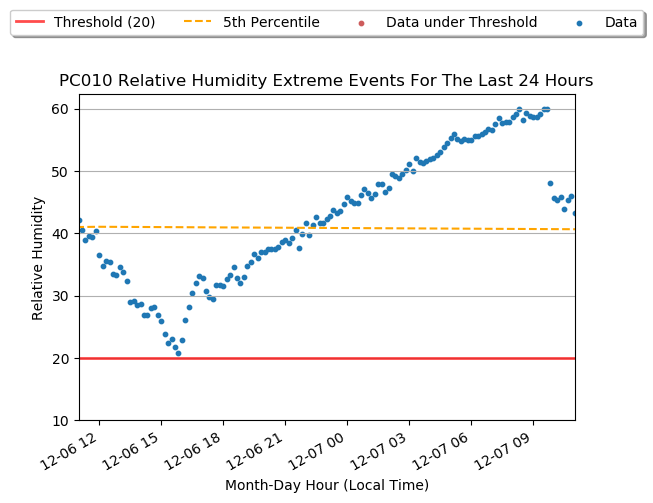 Threshold (20) 5th Percentile Data under Threshold Data
PC010 Relative Humidity Extreme Events For The Last 24 Hours
60
50
40
30
20
10
Relative Humidity
12-06 12 12-06 15 12-06 18 12-06 21 12-07 00 12-07 03 12-07 06 12-07 09
Month-Day Hour (Local Time)